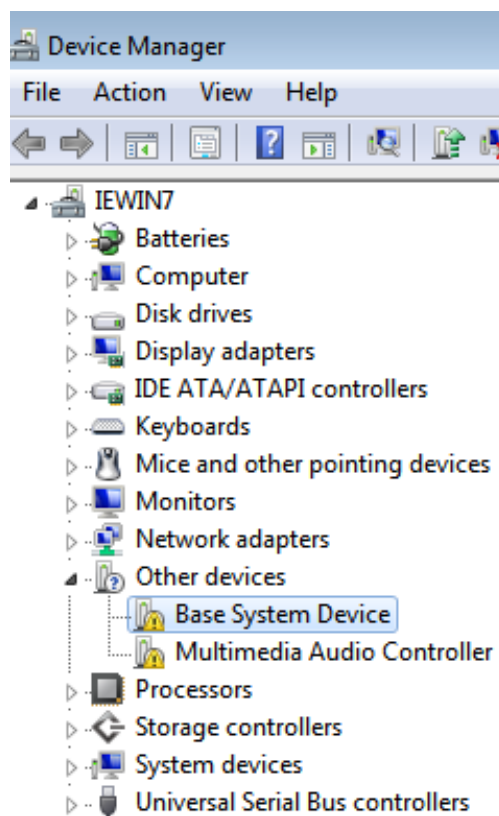 Device Manager
File Action View Help
IEWIN7
Batteries
Computer
Disk drives
Display adapters
IDE ATA/ATAPI controllers
Keyboards
Mice and other pointing devices
Monitors
Network adapters
Other devices
Base System Device
Multimedia Audio Controller
Processors
Storage controllers
System devices
Universal Serial Bus controllers